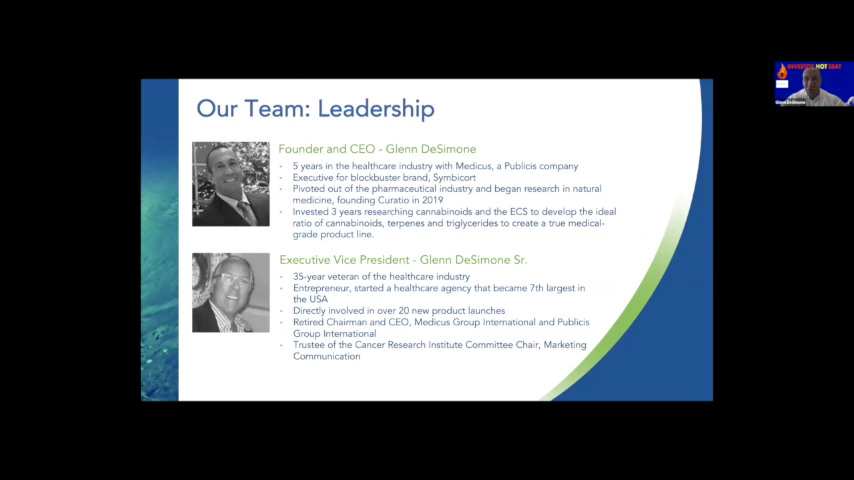 Our Team: Leadership
Founder and CEO - Glenn DeSimone
5 years in the healthcare industry with Medicus, a Publicis company
Executive for blockbuster brand, Symbicort
Pivoted out of the pharmaceutical industry and began research in natural
medicine, founding Curatio in 2019
Invested 3 years researching cannabinoids and the ECS to develop the ideal
ratio of cannabinoids, terpenes and triglycerides to create a true medical-
grade product line.
Executive Vice President - Glenn DeSimone Sr.
35-year veteran of the healthcare industry
Entrepreneur, started a healthcare agency that became 7th largest in
the USA
Directly involved in over 20 new product launches
Retired Chairman and CEO, Medicus Group International and Publicis
Group International
Trustee of the Cancer Research Institute Committee Chair, Marketing
Communication
INVESTOR HOT SEAT
Glenn DeSimone